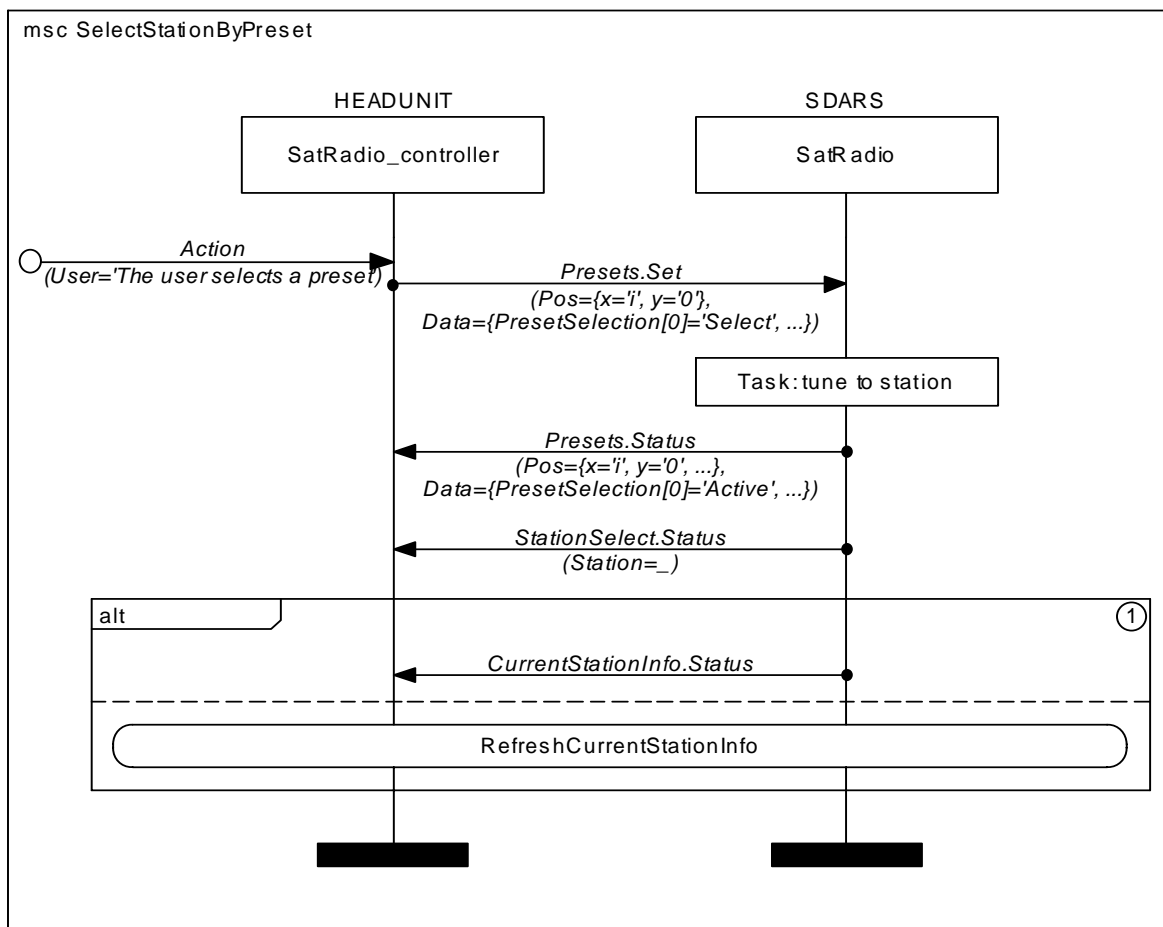 msc SelectStationByPreset
HEADUNIT
SDARS
SatRadio_controller
SatRadio
Action
(User='The user selects a preset')
Presets.Set
(Pos={x='i', y='0'},
Data={PresetSelection[0]='Select', ...})
Task: tune to station
Presets.Status
(Pos={x='i', y='0', ...},
Data={PresetSelection[0]='Active', ...})
StationSelect.Status
(Station=_)
alt
1
CurrentStationInfo.Status
RefreshCurrentStationInfo